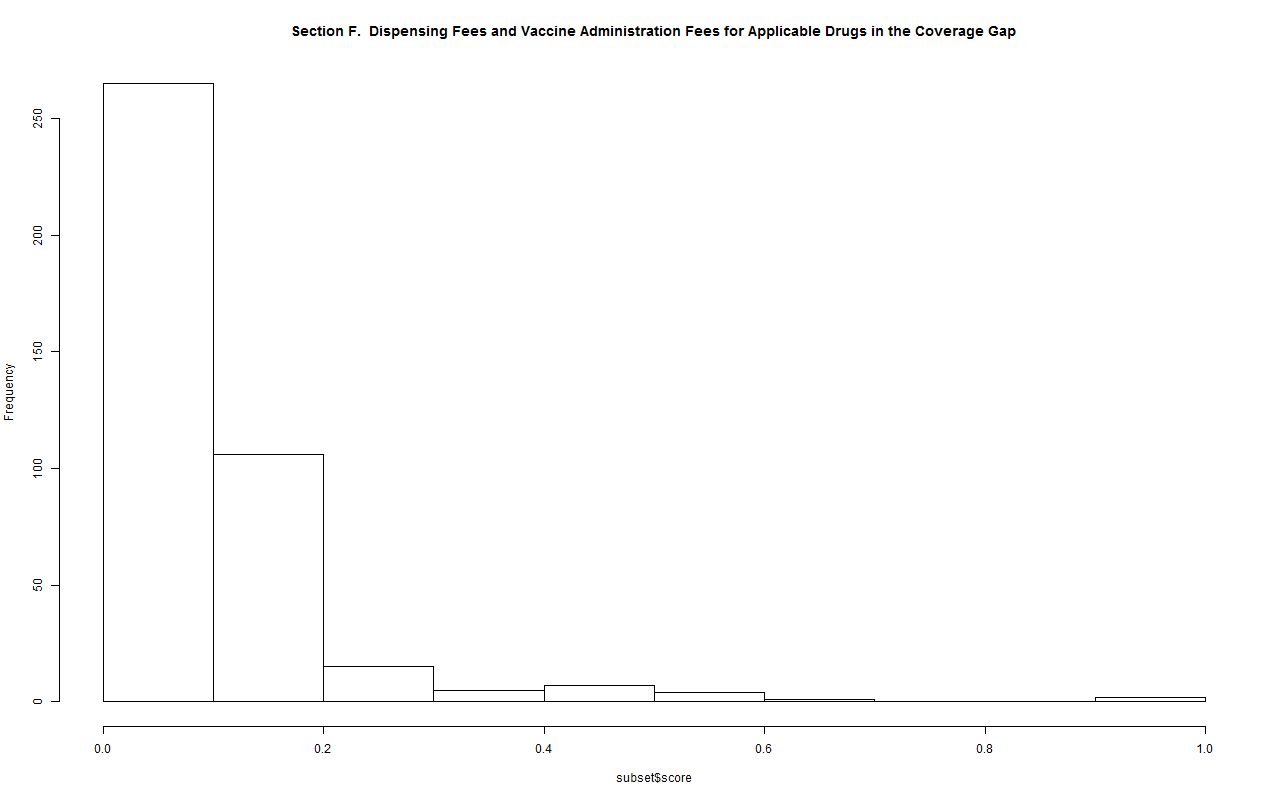 Section F.  Dispensing Fees and Vaccine Administration Fees for Applicable Drugs in the Coverage Gap
250
200
150
100
50
0
Frequency
0.0 0.2 0.4 0.6 0.8 1.0
subset$score